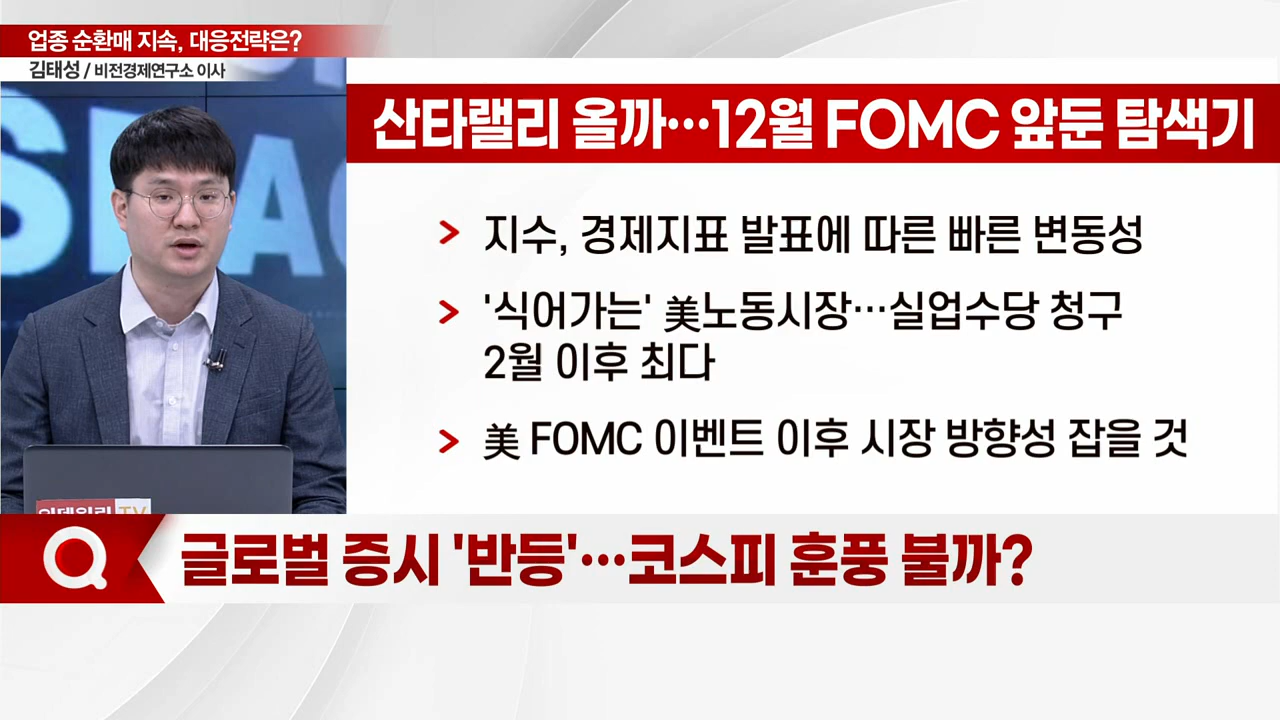 업종 순환매 지속, 대응전략은?
김태성 / 비전경제연구소 이사
산타랠리 올까…12월 FOMC 앞둔 탐색기
> 지수, 경제지표 발표에 따른 빠른 변동성
> '식어가는' 美노동시장…실업수당 청구
2월 이후 최다
> 美 FOMC 이벤트 이후 시장 방향성 잡을 것
이데일리 TV
Q 글로벌 증시 '반등'…코스피 훈풍 불까?